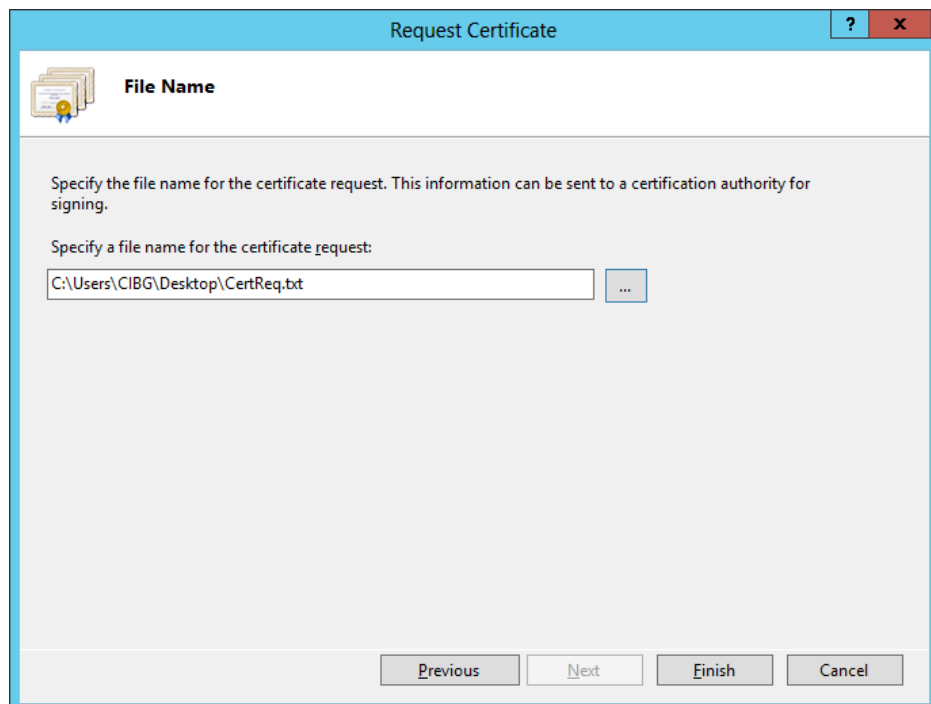 Request Certificate
?
x
File Name
Specify the file name for the certificate request. This information can be sent to a certification authority for
signing.
Specify a file name for the certificate request:
C:\Users\CIBG\Desktop\CertReq.txt
...
Previous
Next
Finish
Cancel